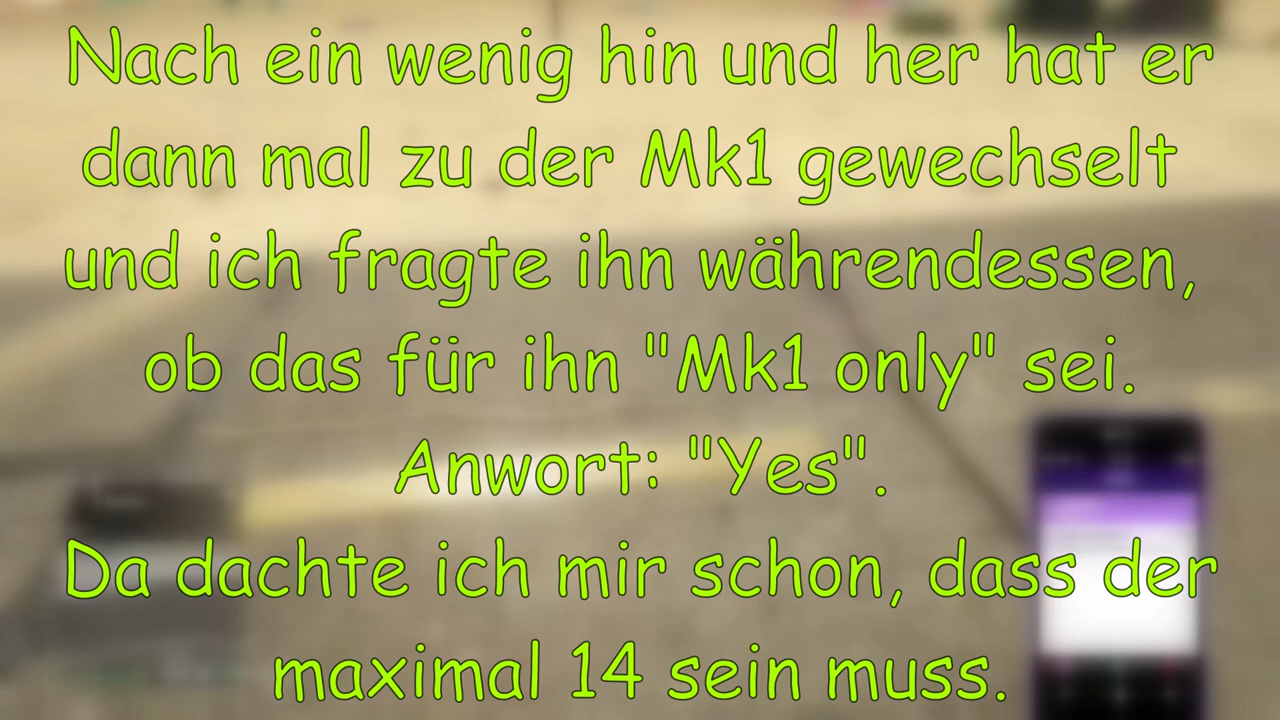 Nach ein wenig hin und her hat er
dann mal zu der Mk1 gewechselt
und ich fragte ihn währendessen,
ob das für ihn "Mk1 only" sei.
Anwort: "Yes".
Da dachte ich mir schon, dass der
maximal 14 sein muss.